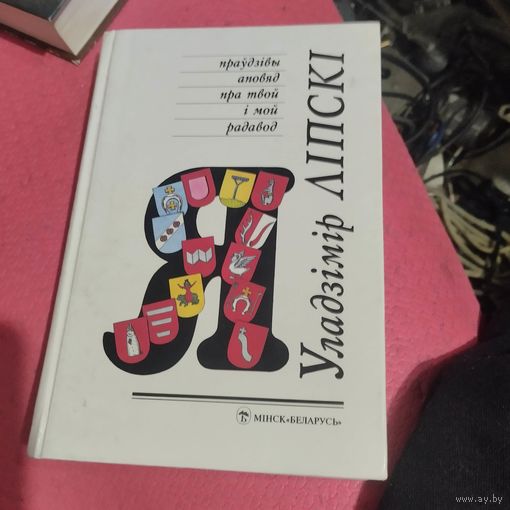 праўдзівы
аповяд
пра твой
і мой
радавод
Уладзімір ЛІПСКІ
Я
МІНСК «БЕЛАРУСЬ»
www.ay.by